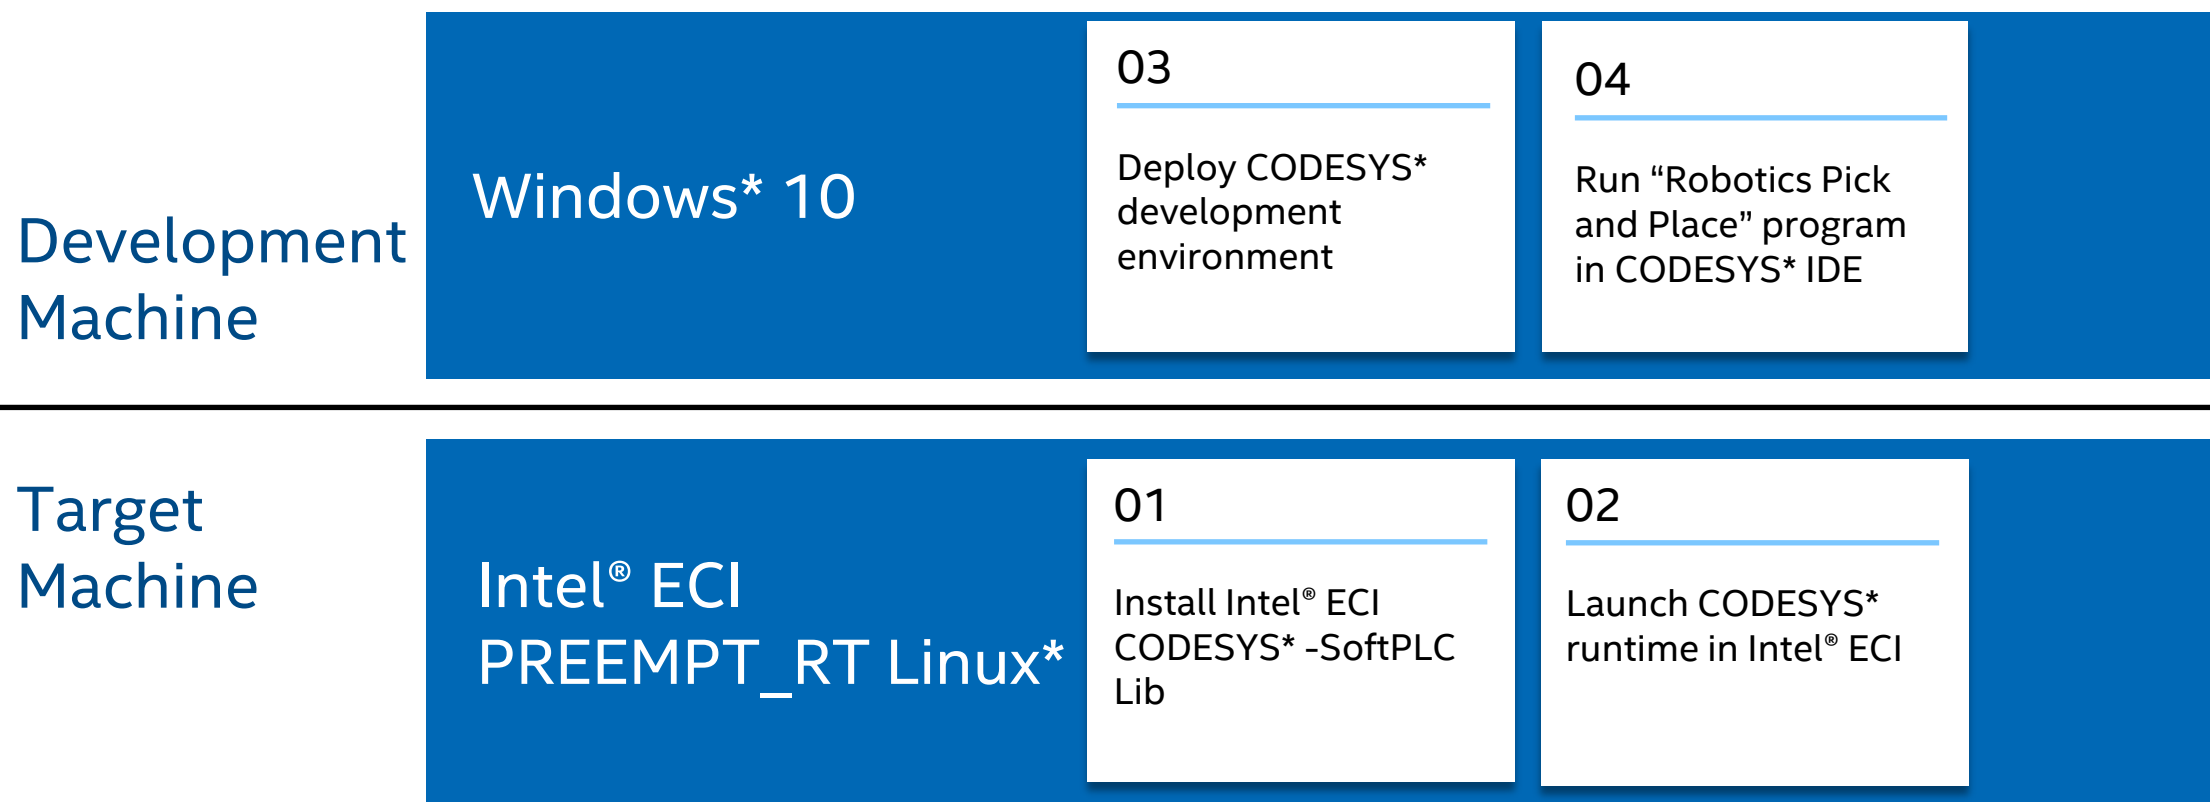 Development
Machine
Windows* 10
03
Deploy CODESYS*
development
environment
04
Run “Robotics Pick
and Place” program
in CODESYS* IDE
Target
Machine
Intel® ECI
PREEMPT_RT Linux*
01
Install Intel® ECI
CODESYS* -SoftPLC
Lib
02
Launch CODESYS*
runtime in Intel® ECI